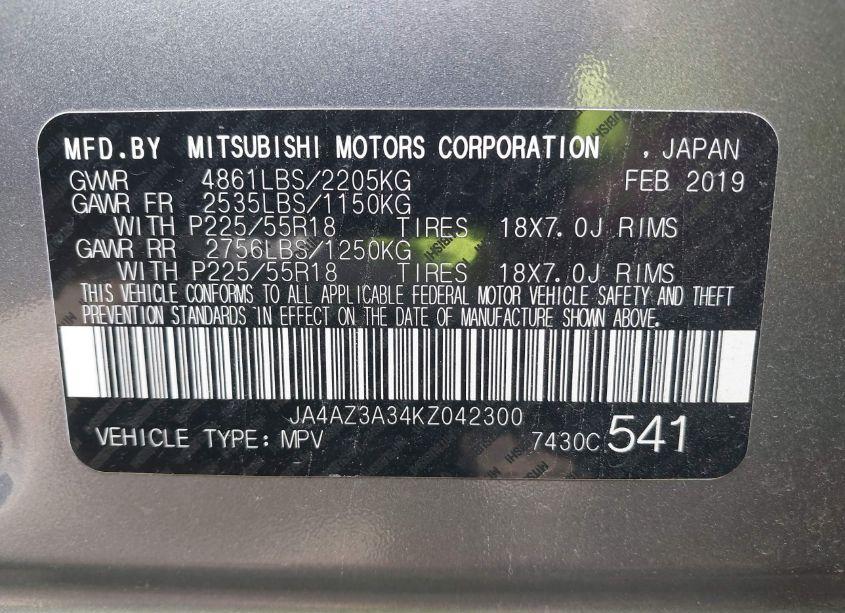 MFD.BY MITSUBISHI MOTORS CORPORATION , JAPAN
GVWR 4861LBS/2205KG FEB 2019
GAWR FR 2535LBS/1150KG
WITH P225/55R18 TIRES 18X7.0J RIMS
GAWR RR 2756LBS/1250KG
WITH P225/55R18 TIRES 18X7.0J RIMS
THIS VEHICLE CONFORMS TO ALL APPLICABLE FEDERAL MOTOR VEHICLE SAFETY AND THEFT
PREVENTION STANDARDS IN EFFECT ON THE DATE OF MANUFACTURE SHOWN ABOVE.
JA4AZ3A34KZ042300
VEHICLE TYPE: MPV 7430C 541